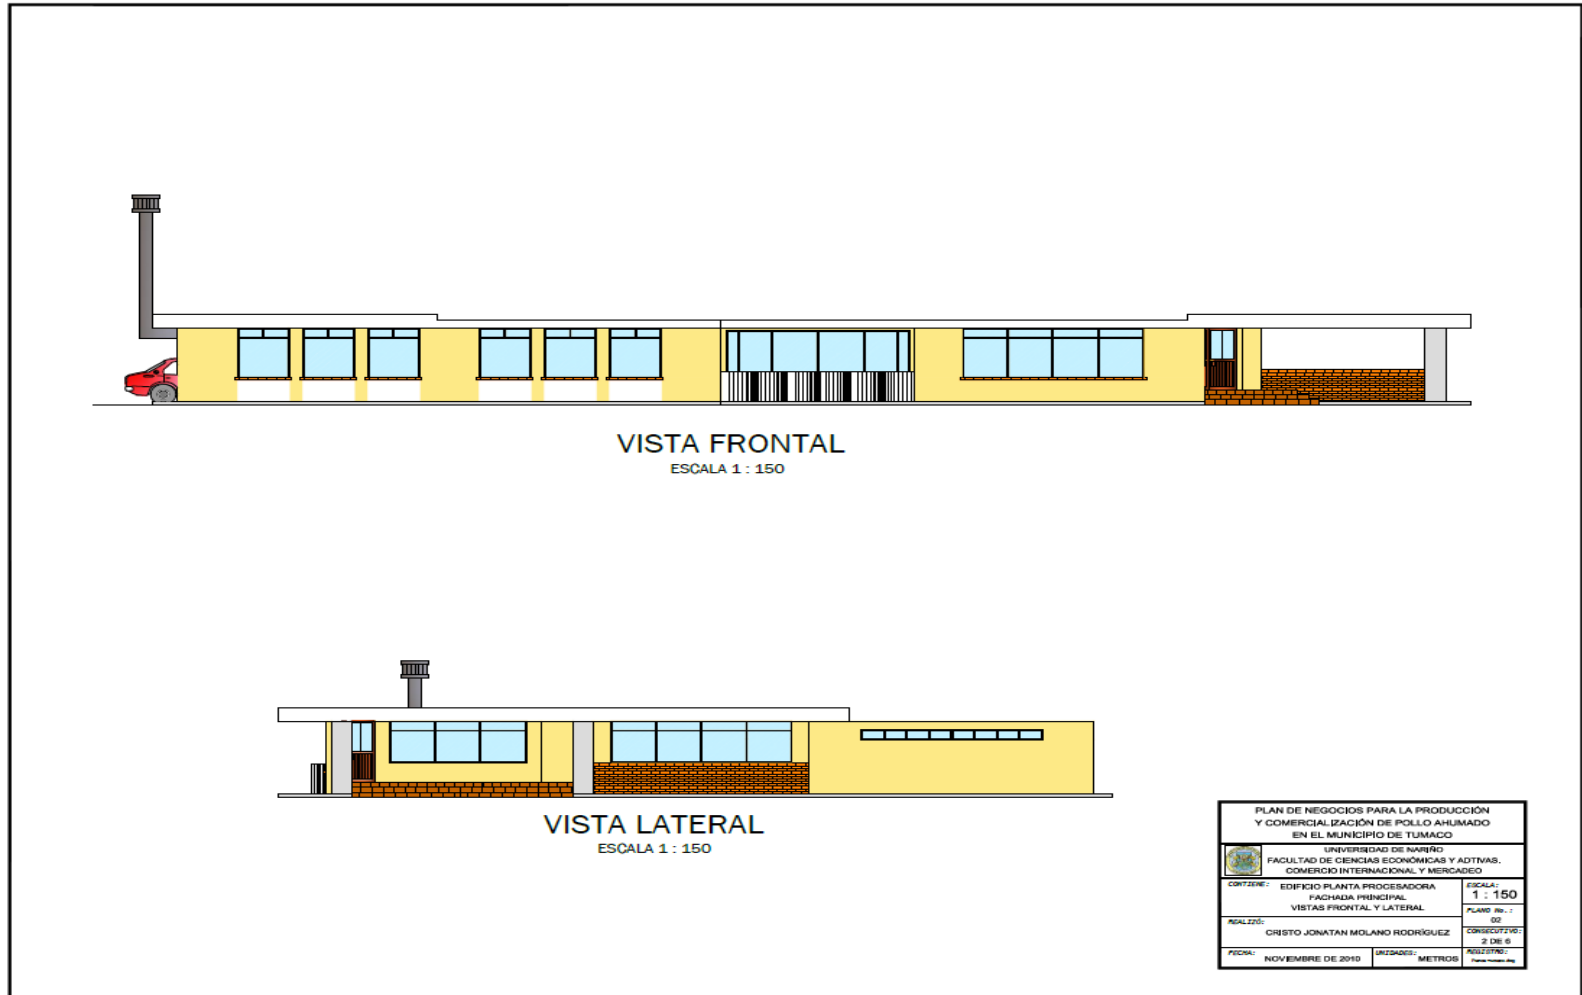 VISTA FRONTAL
ESCALA 1 : 150
VISTA LATERAL
ESCALA 1 : 150
PLAN DE NEGOCIOS PARA LA PRODUCCIÓN
Y COMERCIALIZACIÓN DE POLLO AHUMADO
EN EL MUNICIPIO DE TUMACO
UNIVERSIDAD DE NARIÑO
FACULTAD DE CIENCIAS ECONÓMICAS Y ADTIVAS.
COMERCIO INTERNACIONAL Y MERCADEO
CONTIENE: EDIFICIO PLANTA PROCESADORA
FACHADA PRINCIPAL
VISTAS FRONTAL Y LATERAL
ESCALA:
1 : 150
PLANO No. :
02
REALIZÓ:
CRISTO JONATAN MOLANO RODRÍGUEZ
CONSECUTIVO:
2 DE 6
FECHA: NOVIEMBRE DE 2010
UNIDADES: METROS
REGISTRO: